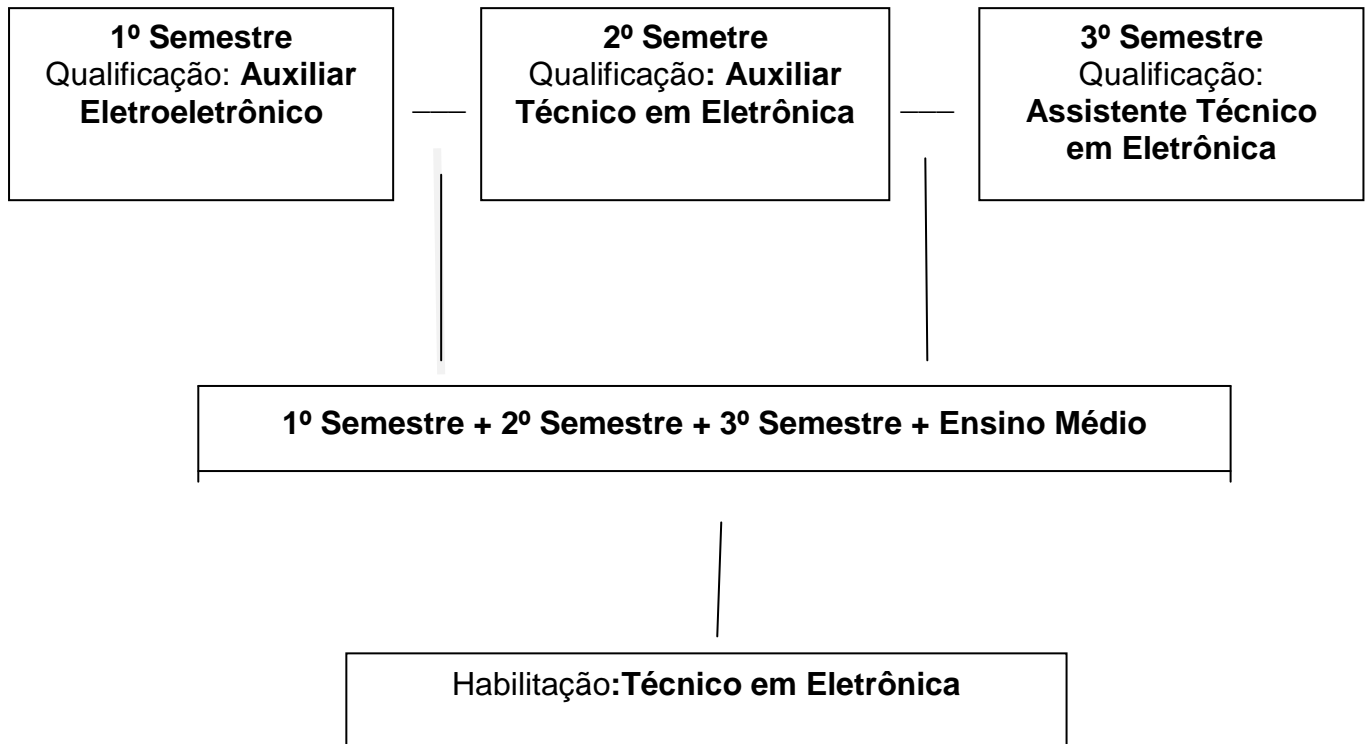 1º Semestre
Qualificação: Auxiliar
Eletroeletrônico
2º Semetre
Qualificação: Auxiliar
Técnico em Eletrônica
3º Semestre
Qualificação:
Assistente Técnico
em Eletrônica
1º Semestre + 2º Semestre + 3º Semestre + Ensino Médio
Habilitação:Técnico em Eletrônica